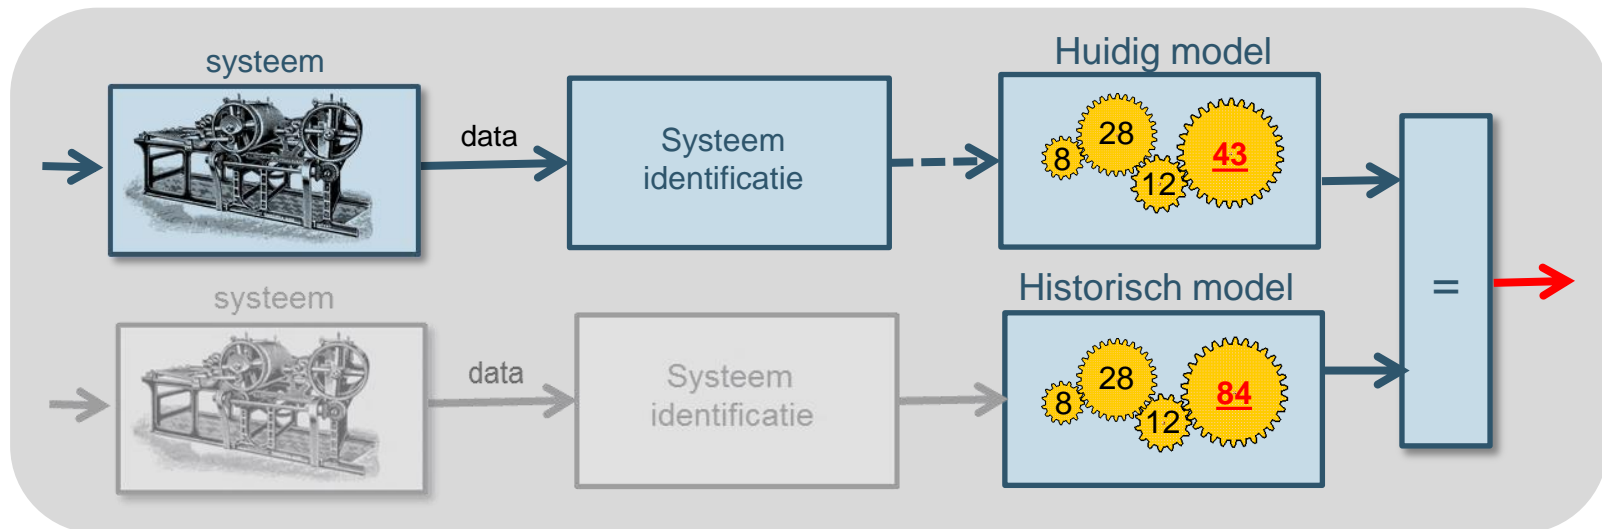 systeem
data
Systeem
identificatie
Huidig model
8
28
12
43
=
systeem
data
Systeem
identificatie
Historisch model
8
28
12
84